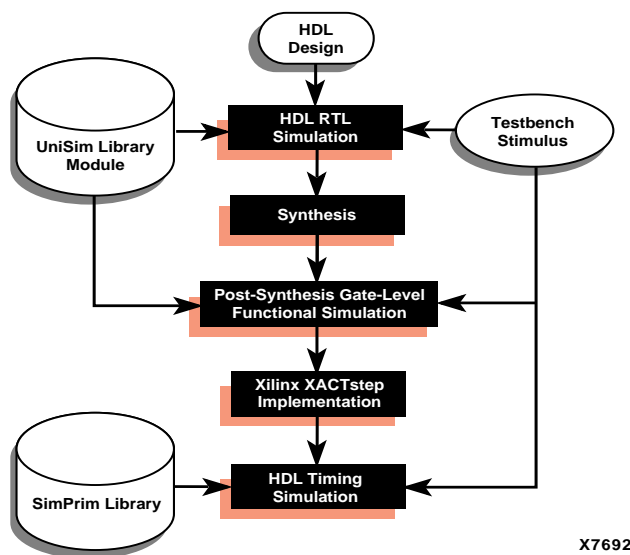 HDL
Design
HDL RTL
Simulation
UniSim Library
Module
Testbench
Stimulus
Synthesis
Post-Synthesis Gate-Level
Functional Simulation
Xilinx XACTstep
Implementation
HDL Timing
Simulation
SimPrim Library
X7692